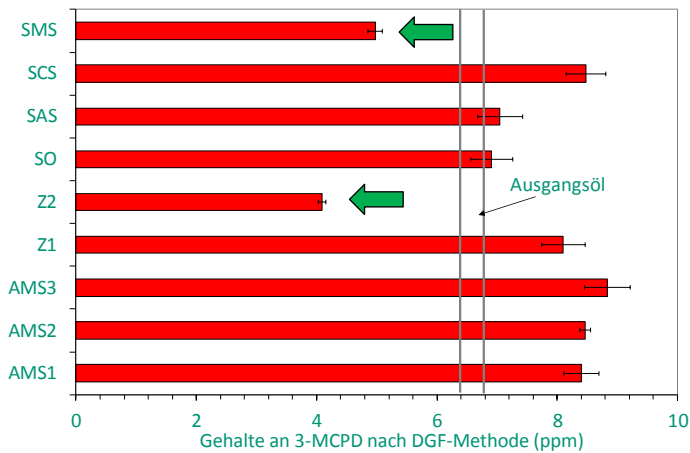 SMS
SCS
SAS
SO
Z2
Ausgangsöl
Z1
AMS3
AMS2
AMS1
0 2 4 6 8 10
Gehalte an 3-MCPD nach DGF-Methode (ppm)